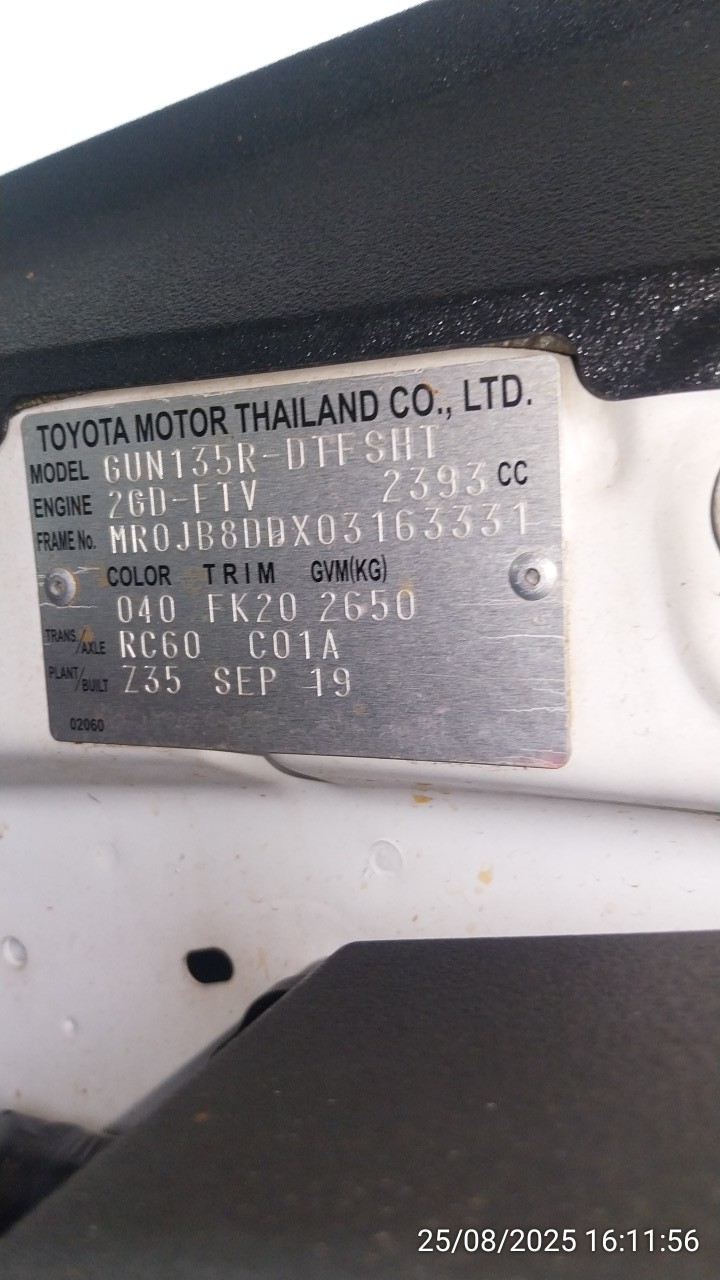 TOYOTA MOTOR THAILAND CO., LTD.
MODEL GUN135R-DTFSHT
ENGINE 2GD-FTV 2393 CC
FRAME No. MR0JB8DDX03163331
COLOR TRIM GVM(KG)
040 FK20 2650
TRANS./AXLE RC60 C01A
PLANT/BUILT Z35 SEP 19
02060
25/08/2025 16:11:56